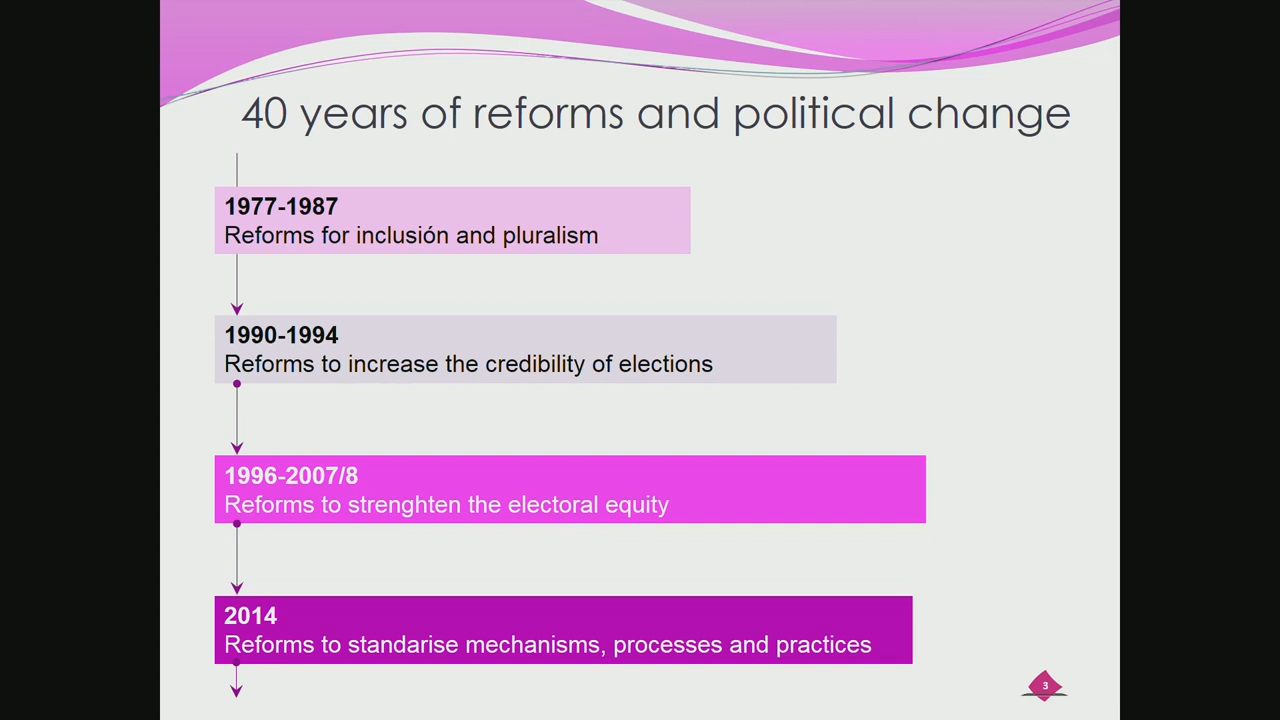 40 years of reforms and political change
1977-1987
Reforms for inclusión and pluralism
1990-1994
Reforms to increase the credibility of elections
1996-2007/8
Reforms to strenghten the electoral equity
2014
Reforms to standarise mechanisms, processes and practices
3